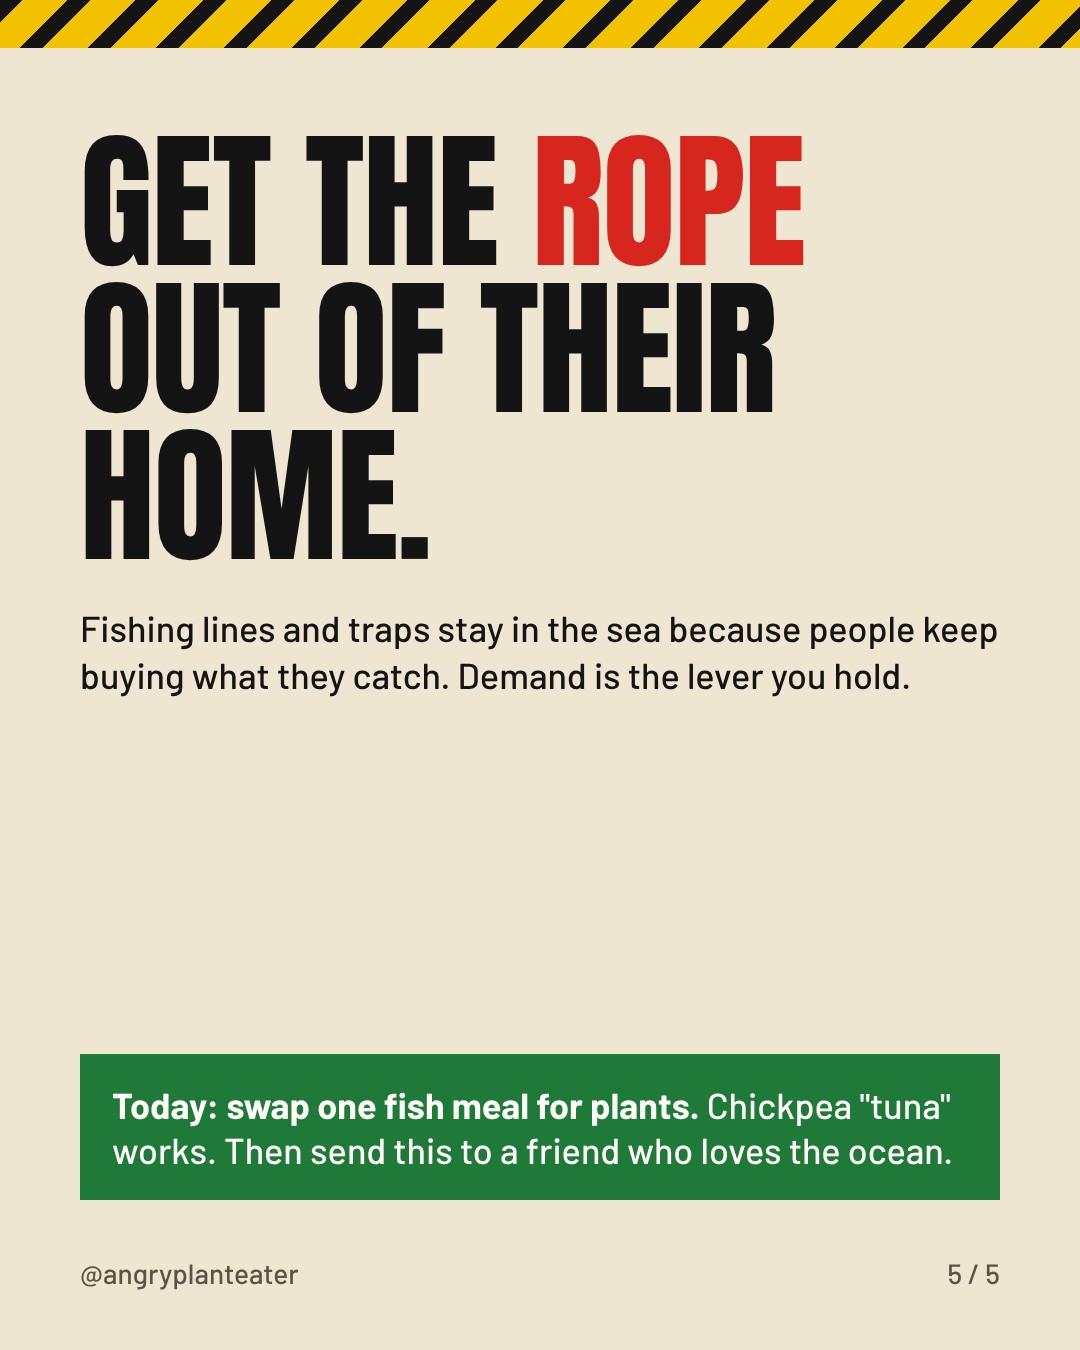 GET THE ROPE
OUT OF THEIR
HOME.
Fishing lines and traps stay in the sea because people keep
buying what they catch. Demand is the lever you hold.
Today: swap one fish meal for plants. Chickpea "tuna"
works. Then send this to a friend who loves the ocean.
@angryplanteater
5 / 5